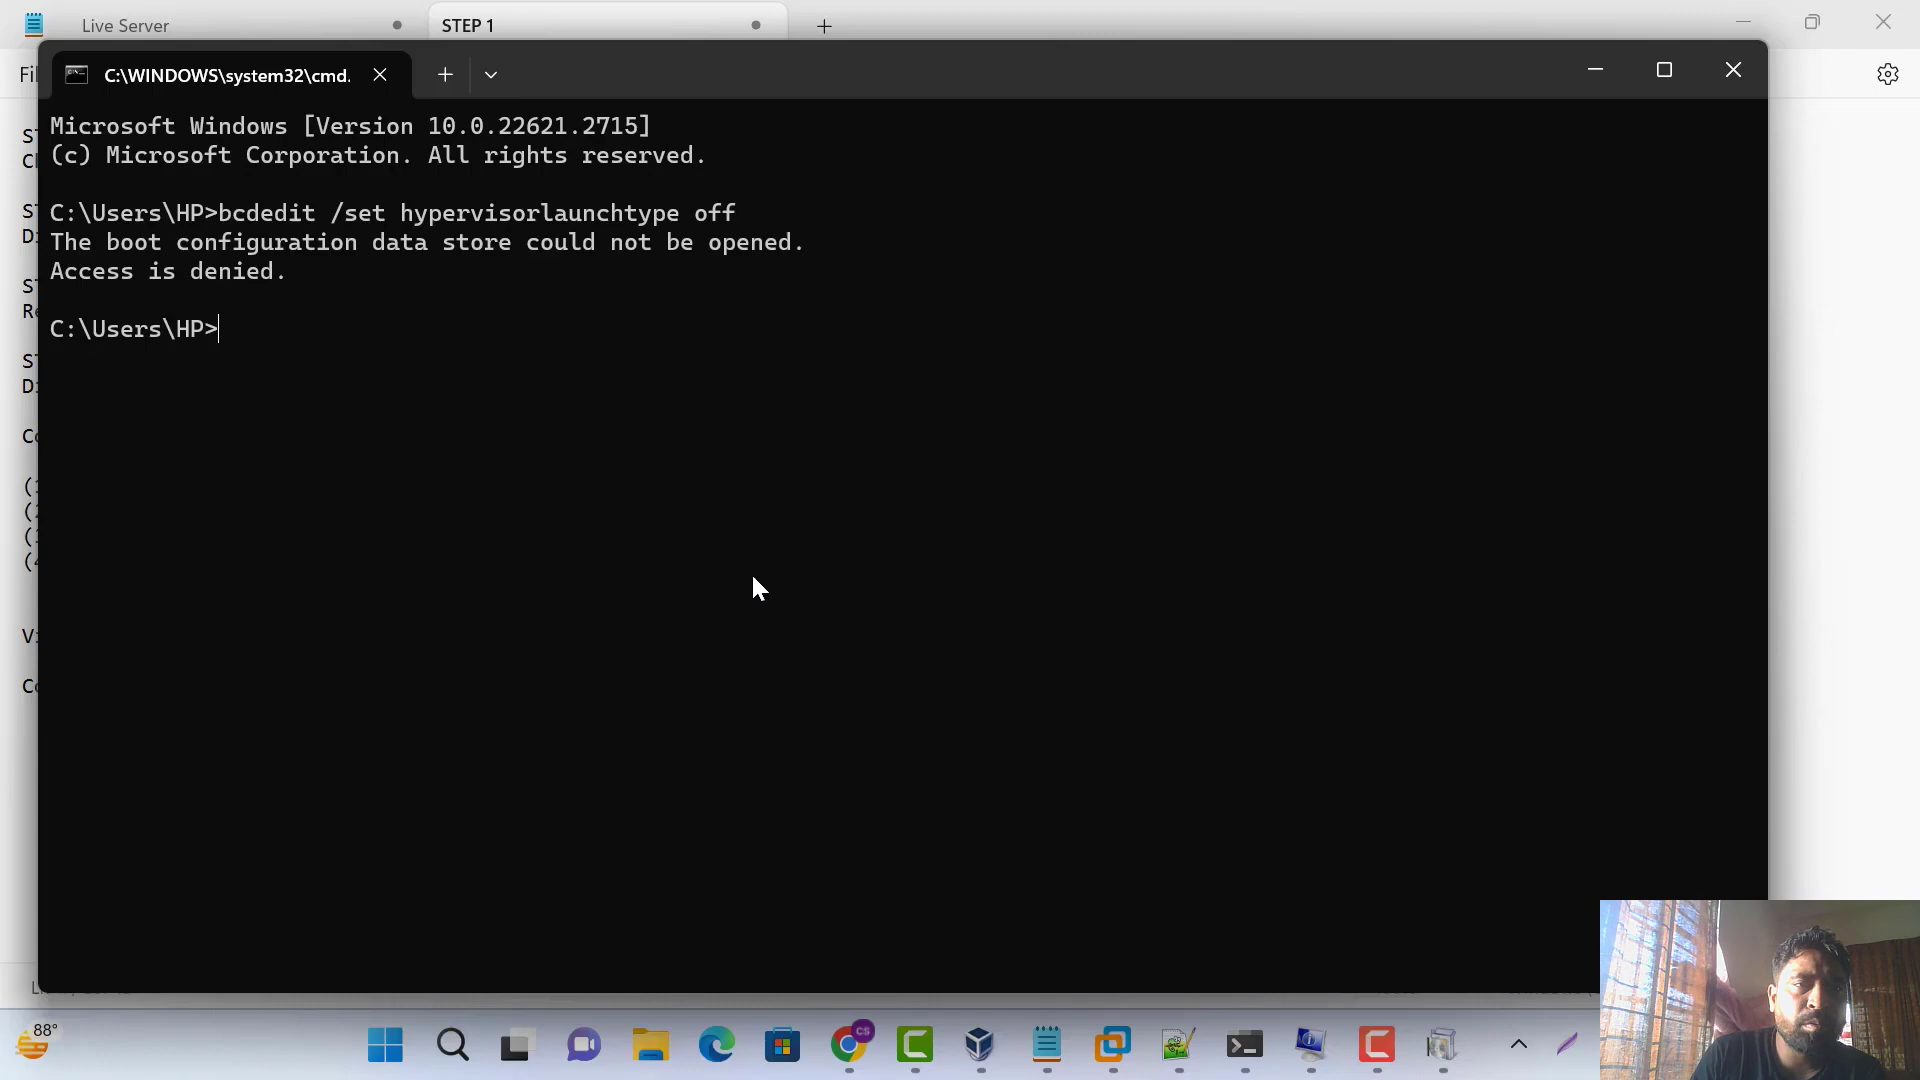 Live Server
STEP 1
C:\WINDOWS\system32\cmd.
Microsoft Windows [Version 10.0.22621.2715]
(c) Microsoft Corporation. All rights reserved.
C:\Users\HP>bcdedit /set hypervisorlaunchtype off
The boot configuration data store could not be opened.
Access is denied.
C:\Users\HP>
88°
CS